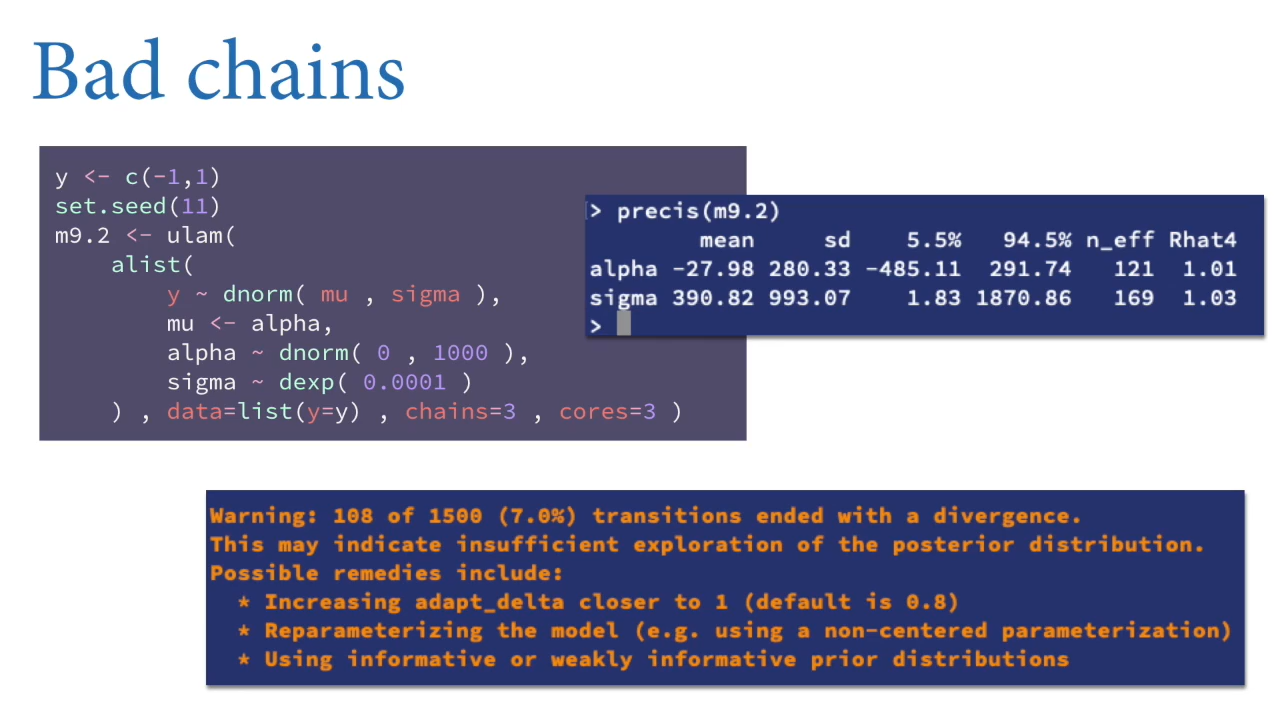 Bad chains
y <- c(-1,1)
set.seed(11)
m9.2 <- ulam(
alist(
y ~ dnorm( mu , sigma ),
mu <- alpha,
alpha ~ dnorm( 0 , 1000 ),
sigma ~ dexp( 0.0001 )
) , data=list(y=y) , chains=3 , cores=3 )
> precis(m9.2)
mean sd 5.5% 94.5% n_eff Rhat4
alpha -27.98 280.33 -485.11 291.74 121 1.01
sigma 390.82 993.07 1.83 1870.86 169 1.03
>
Warning: 108 of 1500 (7.0%) transitions ended with a divergence.
This may indicate insufficient exploration of the posterior distribution.
Possible remedies include:
* Increasing adapt_delta closer to 1 (default is 0.8)
* Reparameterizing the model (e.g. using a non-centered parameterization)
* Using informative or weakly informative prior distributions